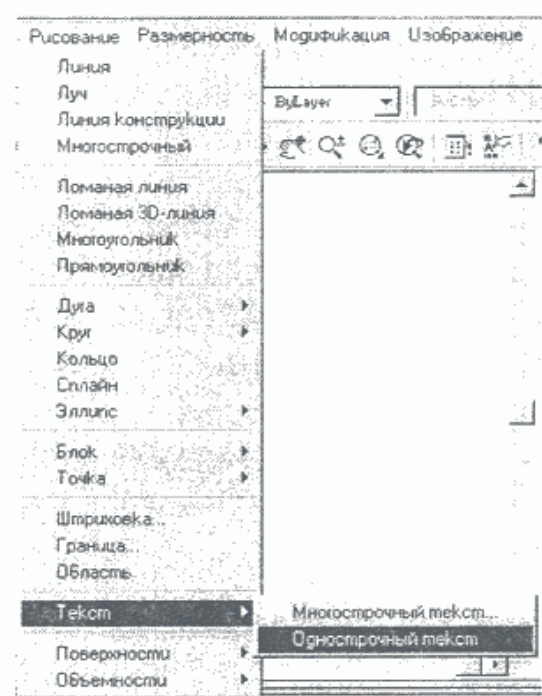 Рисование Размерность Модификация Изображение
Линия
Луч
Линия конструкции
Многострочный
ByLayer
Ломаная линия
Ломаная 3D-линия
Многоугольник
Прямоугольник
Дуга
Круг
Кольцо
Сплайн
Эллипс
Блок
Точка
Штриховка...
Граница...
Область
Текст
Многострочный текст...
Однострочный текст
Поверхности
Объемности